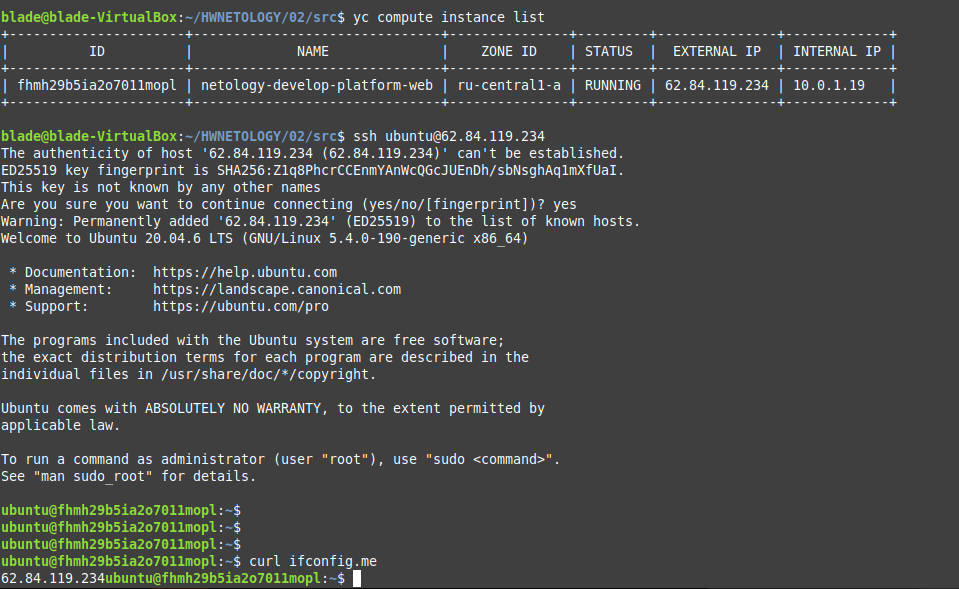 blade@blade-VirtualBox:~/HWNETOLOGY/02/src$ yc compute instance list
+----------------------+-------------------------------+---------------+---------+---------------+-------------+
|          ID          |             NAME              |    ZONE ID    | STATUS  |  EXTERNAL IP  | INTERNAL IP |
+----------------------+-------------------------------+---------------+---------+---------------+-------------+
| fhmh29b5ia2o7011mopl | netology-develop-platform-web | ru-central1-a | RUNNING | 62.84.119.234 | 10.0.1.19   |
+----------------------+-------------------------------+---------------+---------+---------------+-------------+
blade@blade-VirtualBox:~/HWNETOLOGY/02/src$ ssh ubuntu@62.84.119.234
The authenticity of host '62.84.119.234 (62.84.119.234)' can't be established.
ED25519 key fingerprint is SHA256:Z1q8PhcrCCEnmYAnWcQGcJUEnDh/sbNsghAq1mXfUaI.
This key is not known by any other names
Are you sure you want to continue connecting (yes/no/[fingerprint])? yes
Warning: Permanently added '62.84.119.234' (ED25519) to the list of known hosts.
Welcome to Ubuntu 20.04.6 LTS (GNU/Linux 5.4.0-190-generic x86_64)
 * Documentation:  https://help.ubuntu.com
 * Management:     https://landscape.canonical.com
 * Support:        https://ubuntu.com/pro
The programs included with the Ubuntu system are free software;
the exact distribution terms for each program are described in the
individual files in /usr/share/doc/*/copyright.
Ubuntu comes with ABSOLUTELY NO WARRANTY, to the extent permitted by
applicable law.
To run a command as administrator (user "root"), use "sudo <command>".
See "man sudo_root" for details.
ubuntu@fhmh29b5ia2o7011mopl:~$
ubuntu@fhmh29b5ia2o7011mopl:~$
ubuntu@fhmh29b5ia2o7011mopl:~$
ubuntu@fhmh29b5ia2o7011mopl:~$ curl ifconfig.me
62.84.119.234ubuntu@fhmh29b5ia2o7011mopl:~$